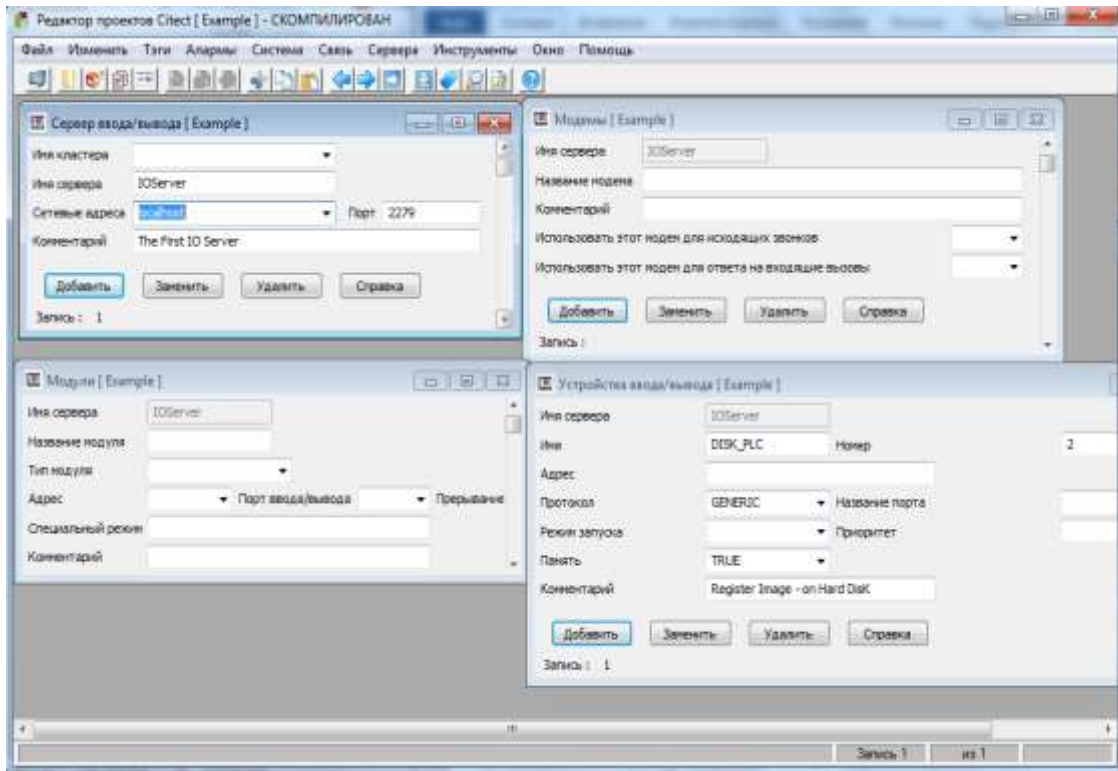 Редактор проектов Citect [ Example ] - СКОМПИЛИРОВАН
Файл Изменить Тэги Алармы Система Связь Сервера Инструменты Окно Помощь
Сервер ввода/вывода [ Example ]
Имя кластера
Имя сервера IOServer
Сетевые адреса localhost Порт 2279
Комментарий The First IO Server
Добавить Заменить Удалить Справка
Запись : 1
Модемы [ Example ]
Имя сервера IOServer
Название модема
Комментарий
Использовать этот модем для исходящих звонков
Использовать этот модем для ответа на входящие вызовы
Добавить Заменить Удалить Справка
Запись :
Модули [ Example ]
Имя сервера IOServer
Название модуля
Тип модуля
Адрес Порт ввода/вывода Прерывание
Специальный режим
Комментарий
Устройства ввода/вывода [ Example ]
Имя сервера IOServer
Имя DISK_PLC Номер 2
Адрес
Протокол GENERIC Название порта
Режим запуска Приоритет
Память TRUE
Комментарий Register Image - on Hard DisK
Добавить Заменить Удалить Справка
Запись : 1
Запись 1 из 1